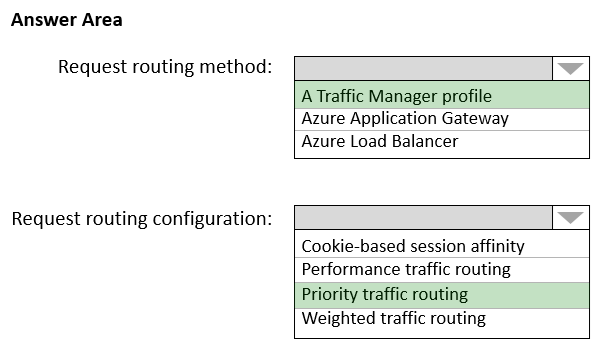 Answer Area
Request routing method:
A Traffic Manager profile
Azure Application Gateway
Azure Load Balancer
Request routing configuration:
Cookie-based session affinity
Performance traffic routing
Priority traffic routing
Weighted traffic routing